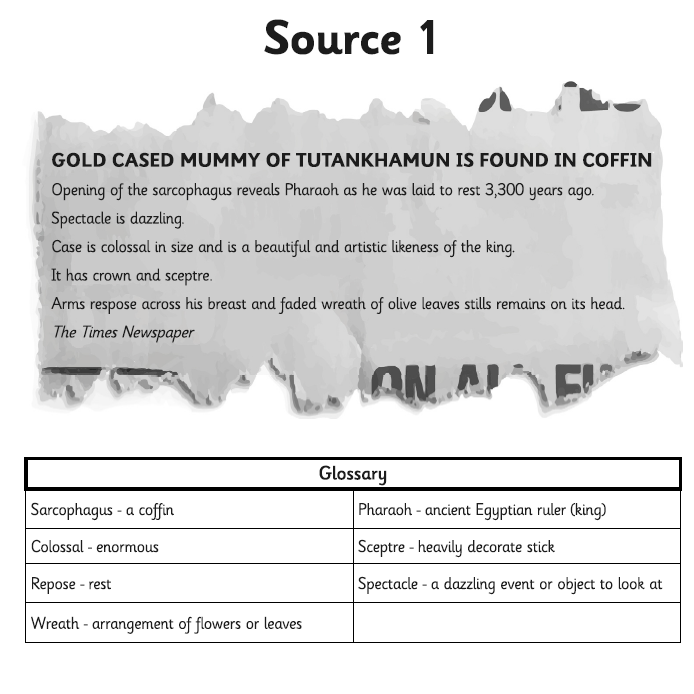 Source 1
GOLD CASED MUMMY OF TUTANKHAMUN IS FOUND IN COFFIN
Opening of the sarcophagus reveals Pharaoh as he was laid to rest 3,300 years ago.
Spectacle is dazzling.
Case is colossal in size and is a beautiful and artistic likeness of the king.
It has crown and sceptre.
Arms respose across his breast and faded wreath of olive leaves stills remains on its head.
The Times Newspaper
Glossary
Sarcophagus - a coffin
Pharaoh - ancient Egyptian ruler (king)
Colossal - enormous
Sceptre - heavily decorate stick
Repose - rest
Spectacle - a dazzling event or object to look at
Wreath - arrangement of flowers or leaves